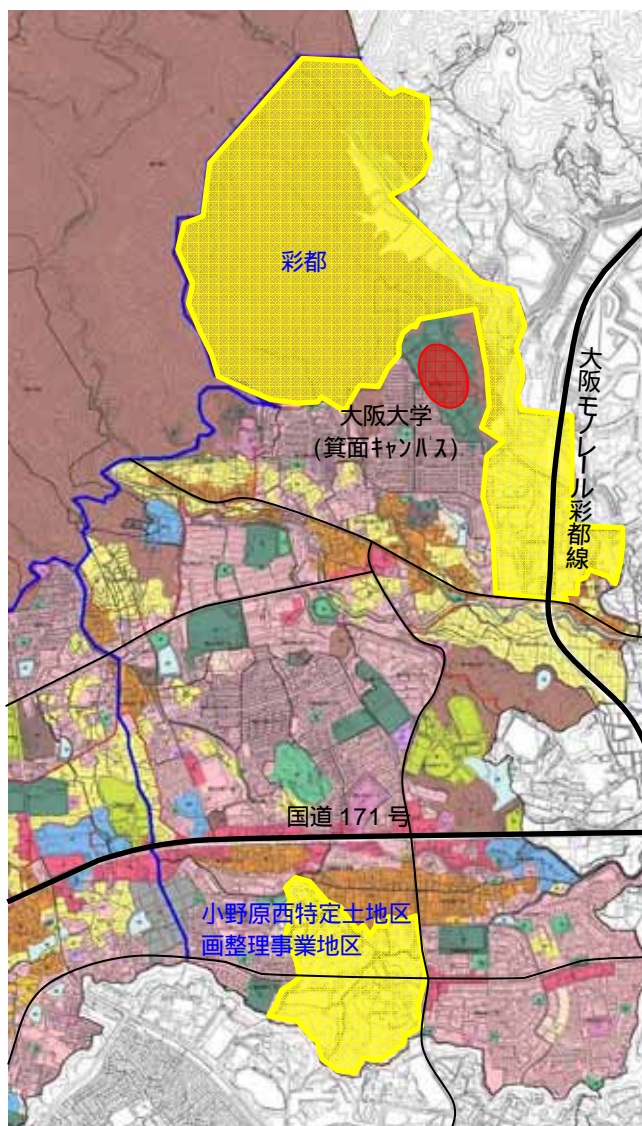 彩都
大阪大学
(箕面ｷｬﾝﾊﾟｽ)
大阪モノレール彩都線
国道 171 号
小野原西特定土地区
画整理事業地区